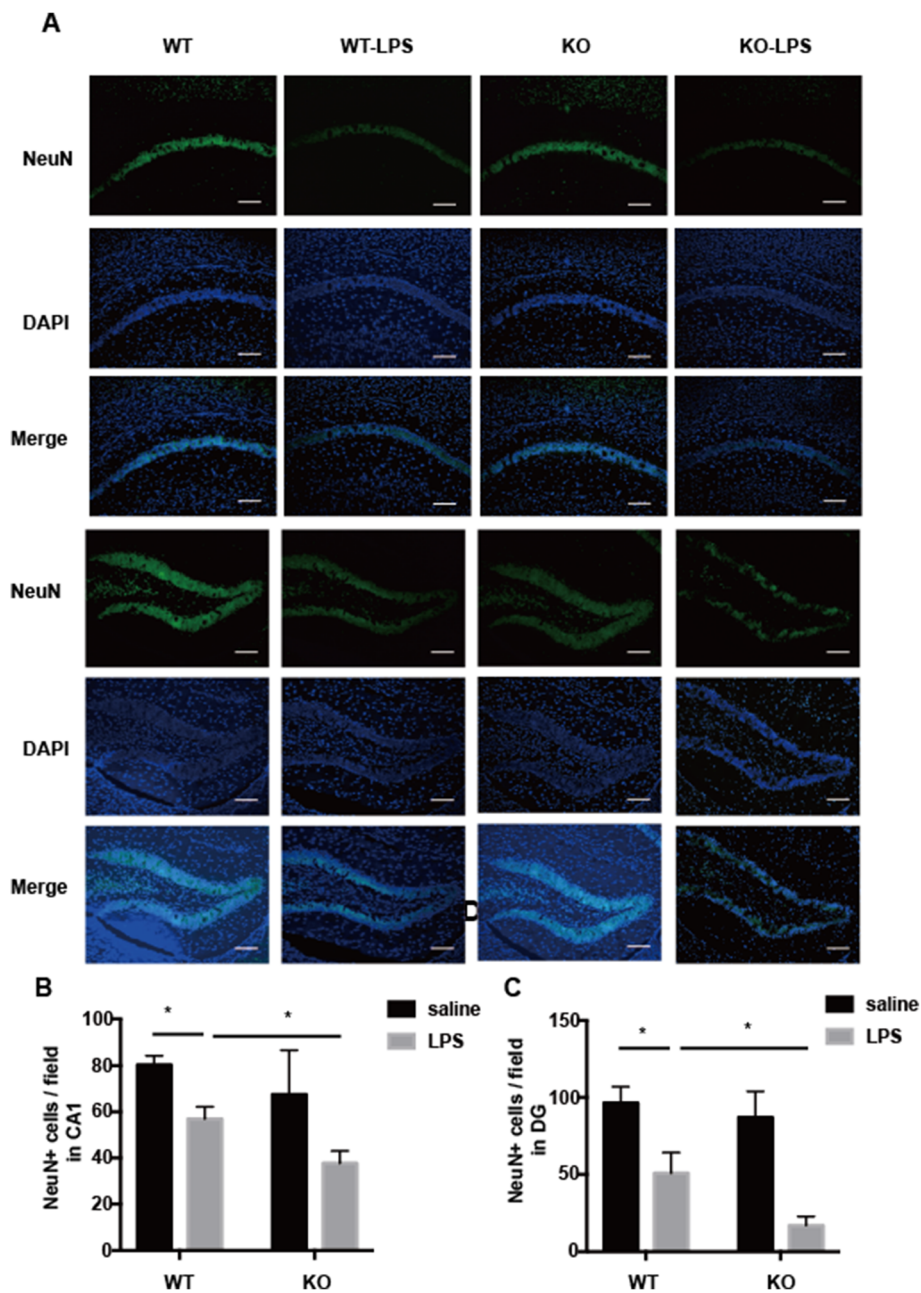 A
WT WT-LPS KO KO-LPS
NeuN
DAPI
Merge
NeuN
DAPI
Merge
D
B
saline
LPS
* *
NeuN+ cells / field
in CA1
100
80
60
40
20
0
WT KO
C
saline
LPS
* *
NeuN+ cells / field
in DG
150
100
50
0
WT KO